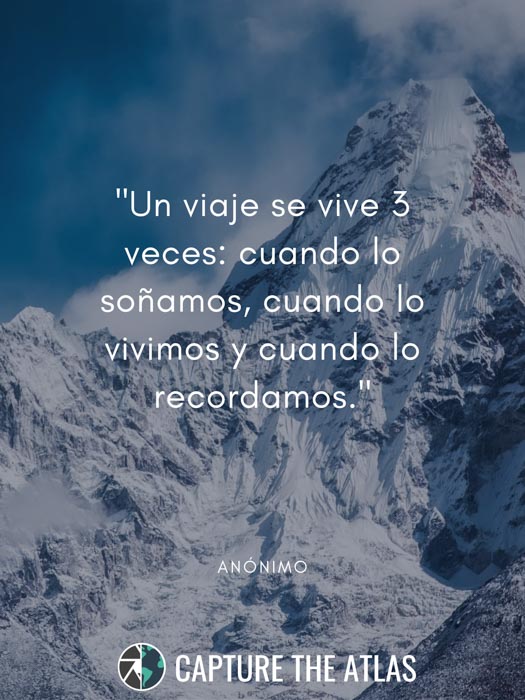 "Un viaje se vive 3
veces: cuando lo
soñamos, cuando lo
vivimos y cuando lo
recordamos."
ANÓNIMO
CAPTURE THE ATLAS